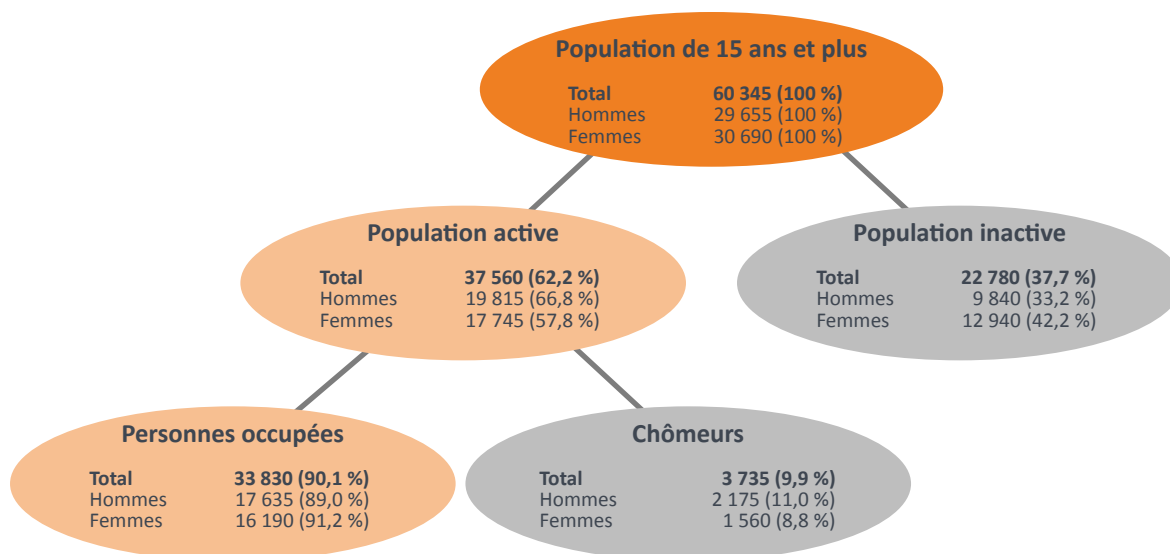 Population de 15 ans et plus
Total 60 345 (100 %)
Hommes 29 655 (100 %)
Femmes 30 690 (100 %)
Population active
Total 37 560 (62,2 %)
Hommes 19 815 (66,8 %)
Femmes 17 745 (57,8 %)
Population inactive
Total 22 780 (37,7 %)
Hommes 9 840 (33,2 %)
Femmes 12 940 (42,2 %)
Personnes occupées
Total 33 830 (90,1 %)
Hommes 17 635 (89,0 %)
Femmes 16 190 (91,2 %)
Chômeurs
Total 3 735 (9,9 %)
Hommes 2 175 (11,0 %)
Femmes 1 560 (8,8 %)